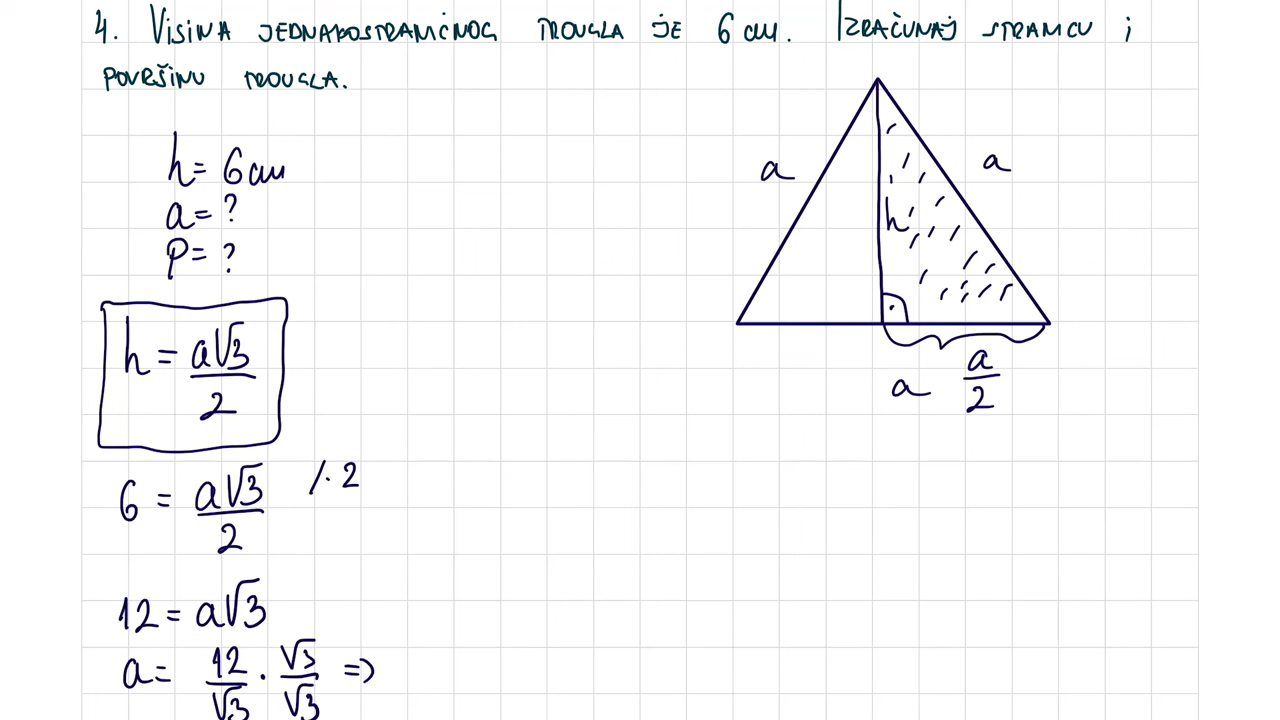 4. VISINA JEDNAKOSTRANIČNOG TROUGLA JE 6 cm. IZRAČUNAJ STRANICU I
POVRŠINU TROUGLA.
h = 6 cm
a = ?
P = ?
h = a√3/2
6 = a√3/2 /·2
12 = a√3
a = 12/√3 · √3/√3 =>
a
a
h
a
a/2